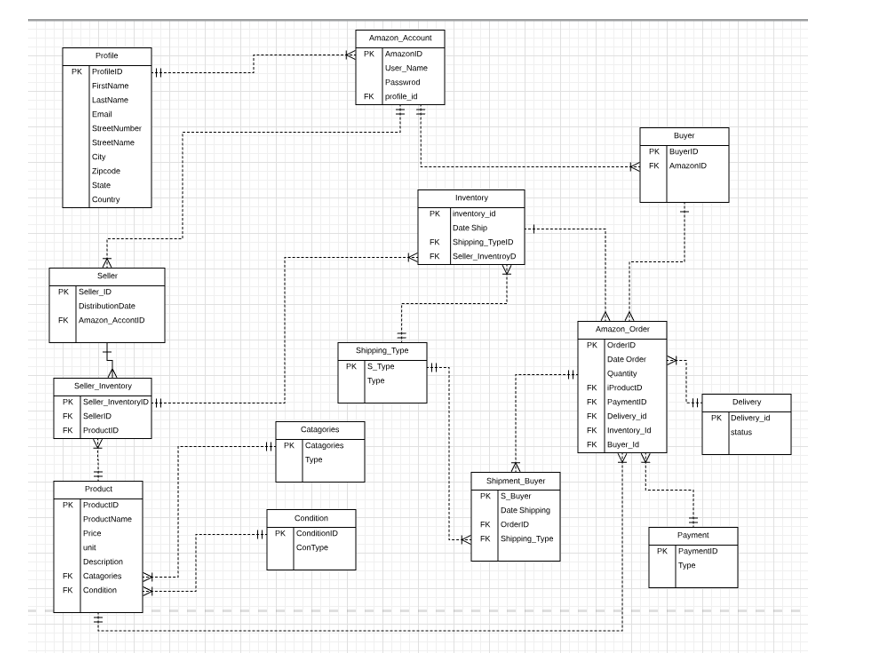 Amazon_Account
PK AmazonID
User_Name
Passwrod
FK profile_id
Profile
PK ProfileID
FirstName
LastName
Email
StreetNumber
StreetName
City
Zipcode
State
Country
Buyer
PK BuyerID
FK AmazonID
Inventory
PK inventory_id
Date Ship
FK Shipping_TypeID
FK Seller_InventroyD
Seller
PK Seller_ID
DistributionDate
FK Amazon_AccontID
Amazon_Order
PK OrderID
Date Order
Quantity
FK iProductD
FK PaymentID
FK Delivery_id
FK Inventory_Id
FK Buyer_Id
Shipping_Type
PK S_Type
Type
Seller_Inventory
PK Seller_InventoryID
FK SellerID
FK ProductID
Delivery
PK Delivery_id
status
Catagories
PK Catagories
Type
Shipment_Buyer
PK S_Buyer
Date Shipping
FK OrderID
FK Shipping_Type
Product
PK ProductID
ProductName
Price
unit
Description
FK Catagories
FK Condition
Condition
PK ConditionID
ConType
Payment
PK PaymentID
Type